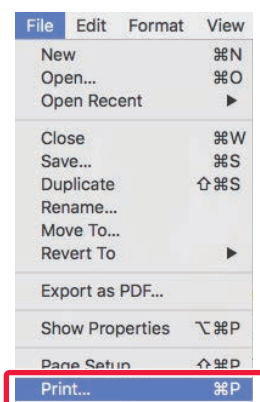 File Edit Format View
New ⌘N
Open... ⌘O
Open Recent ▶
Close ⌘W
Save... ⌘S
Duplicate ⇧⌘S
Rename...
Move To...
Revert To ▶
Export as PDF...
Show Properties ⌥⌘P
Page Setup ⇧⌘P
Print... ⌘P